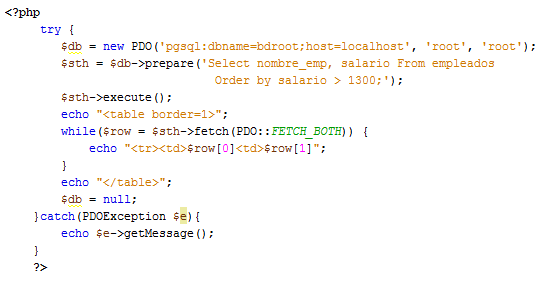 <?php
try {
$db = new PDO('pgsql:dbname=bdroot;host=localhost', 'root', 'root');
$sth = $db->prepare('Select nombre_emp, salario From empleados
Order by salario > 1300;');
$sth->execute();
echo "<table border=1>";
while($row = $sth->fetch(PDO::FETCH_BOTH)) {
echo "<tr><td>$row[0]<td>$row[1]";
}
echo "</table>";
$db = null;
}catch(PDOException $e){
echo $e->getMessage();
}
?>